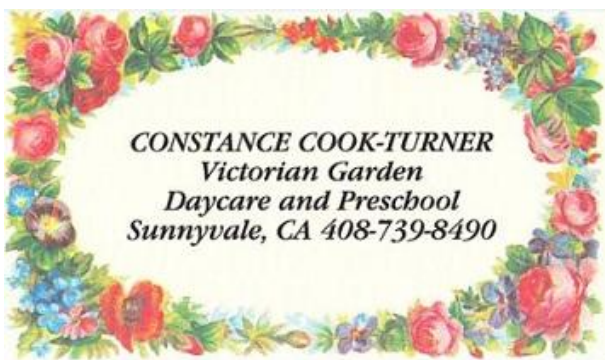 CONSTANCE COOK-TURNER
Victorian Garden
Daycare and Preschool
Sunnyvale, CA 408-739-8490